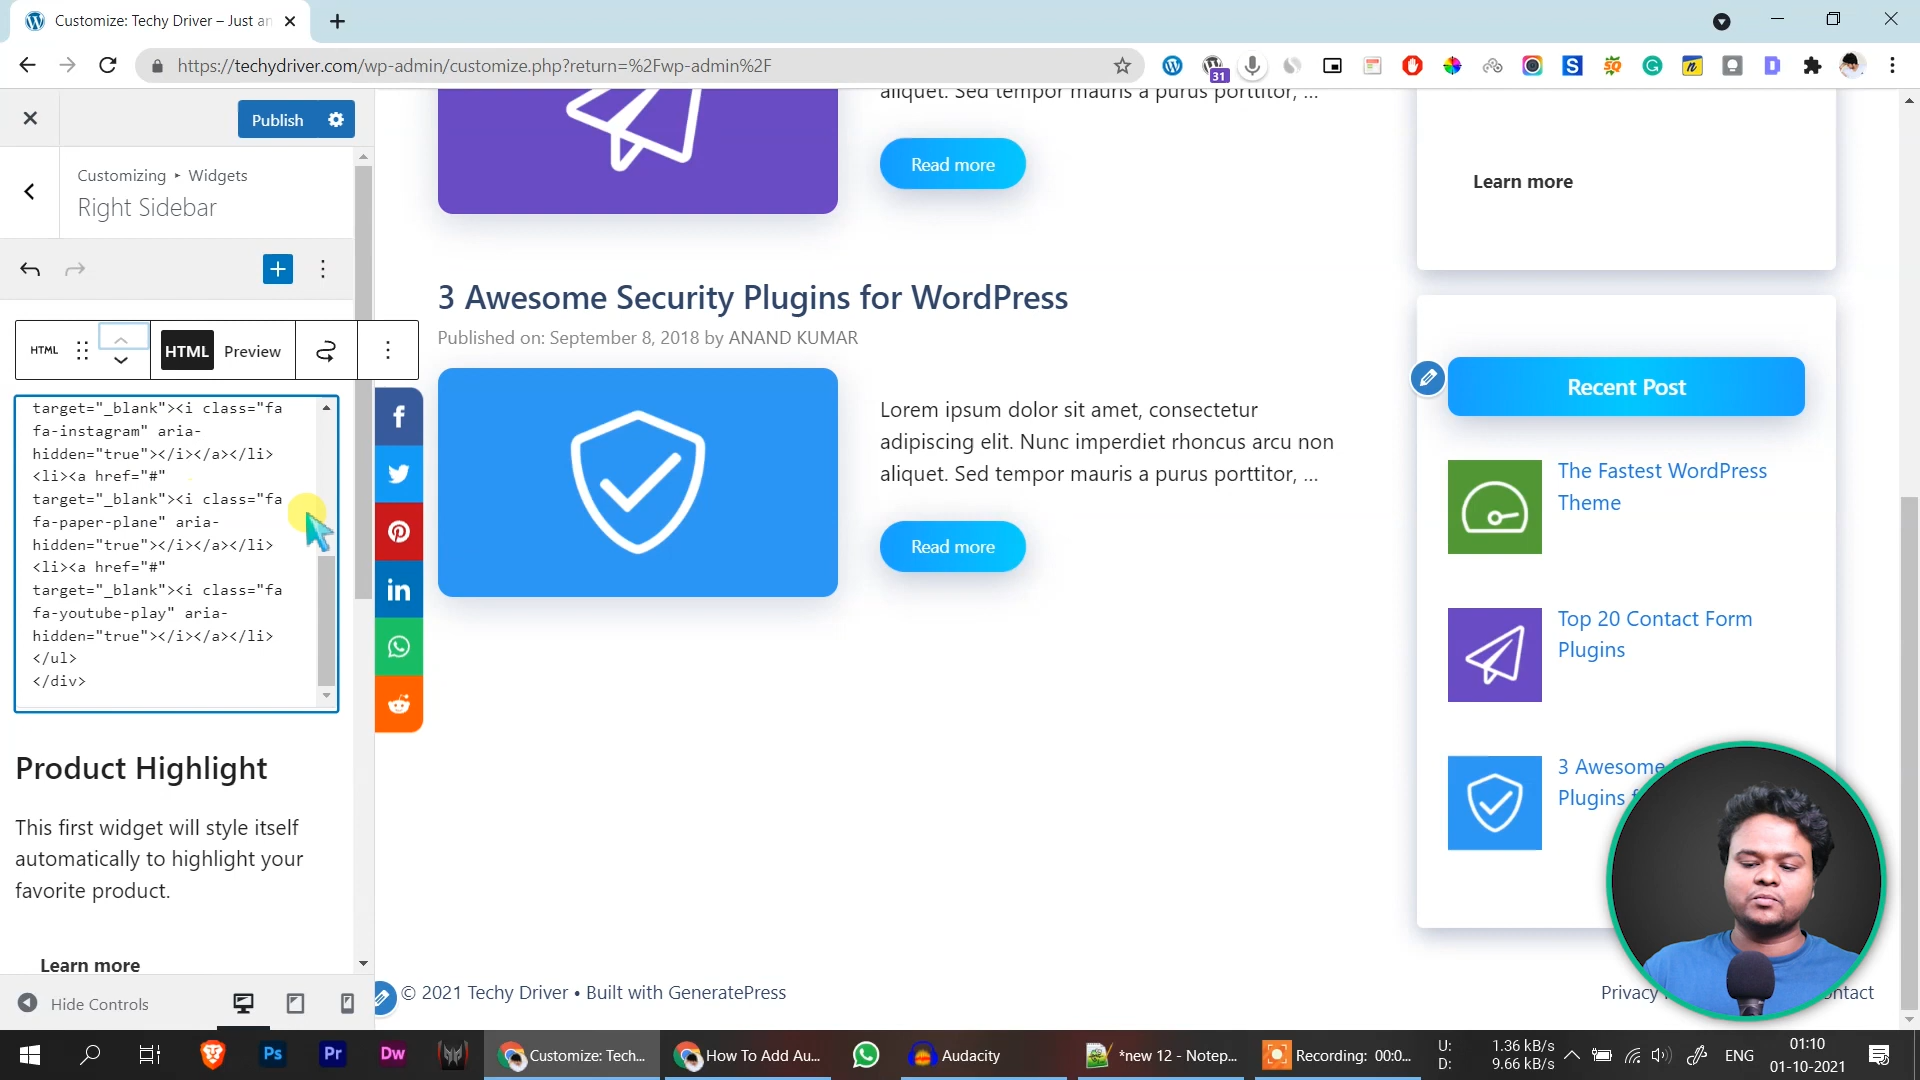 Customize: Techy Driver – Just an
https://techydriver.com/wp-admin/customize.php?return=%2Fwp-admin%2F
31
Publish
Customizing ▸ Widgets
Right Sidebar
HTML
HTML
Preview
target="_blank"><i class="fa
fa-instagram" aria-
hidden="true"></i></a></li>
<li><a href="#"
target="_blank"><i class="fa
fa-paper-plane" aria-
hidden="true"></i></a></li>
<li><a href="#"
target="_blank"><i class="fa
fa-youtube-play" aria-
hidden="true"></i></a></li>
</ul>
</div>
Product Highlight
This first widget will style itself
automatically to highlight your
favorite product.
Learn more
Hide Controls
aliquet. Sed tempor mauris a purus porttitor, ...
Read more
3 Awesome Security Plugins for WordPress
Published on: September 8, 2018 by ANAND KUMAR
Lorem ipsum dolor sit amet, consectetur
adipiscing elit. Nunc imperdiet rhoncus arcu non
aliquet. Sed tempor mauris a purus porttitor, ...
Read more
© 2021 Techy Driver • Built with GeneratePress
Learn more
Recent Post
The Fastest WordPress
Theme
Top 20 Contact Form
Plugins
3 Awesome
Plugins
Privacy
Ps
Pr
Dw
Customize: Tech...
How To Add Au...
Audacity
*new 12 - Notep...
Recording: 00:0...
U: 1.36 kB/s
D: 9.66 kB/s
ENG
01:10
01-10-2021